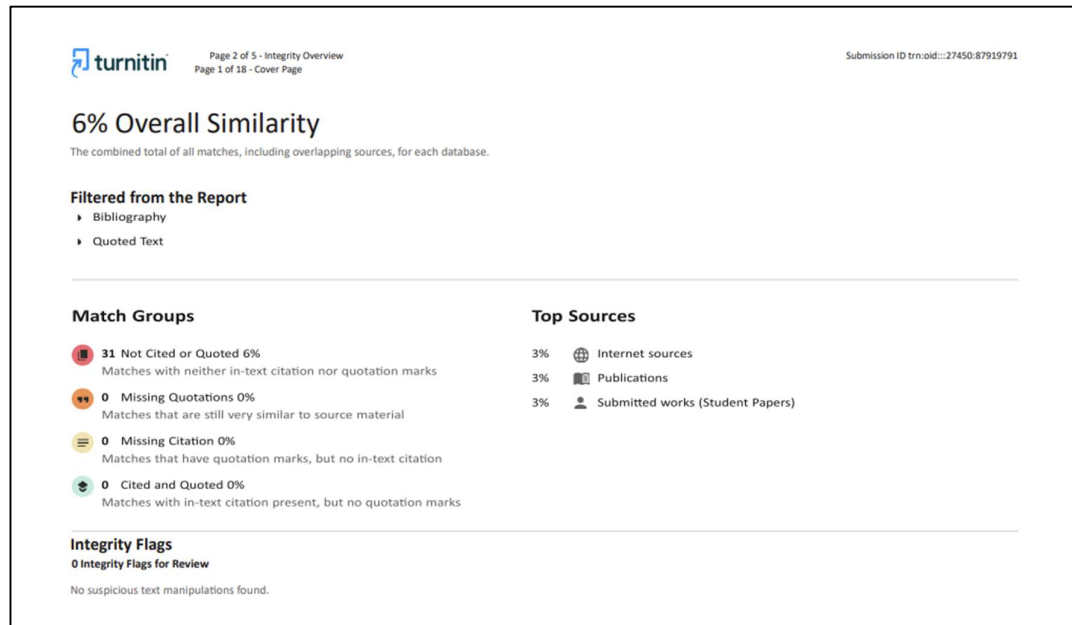 turnitin
Page 2 of 5 - Integrity Overview
Page 1 of 18 - Cover Page
Submission ID trn:oid:::27450:87919791
6% Overall Similarity
The combined total of all matches, including overlapping sources, for each database.
Filtered from the Report
Bibliography
Quoted Text
Match Groups
31 Not Cited or Quoted 6%
Matches with neither in-text citation nor quotation marks
0 Missing Quotations 0%
Matches that are still very similar to source material
0 Missing Citation 0%
Matches that have quotation marks, but no in-text citation
0 Cited and Quoted 0%
Matches with in-text citation present, but no quotation marks
Top Sources
3% Internet sources
3% Publications
3% Submitted works (Student Papers)
Integrity Flags
0 Integrity Flags for Review
No suspicious text manipulations found.